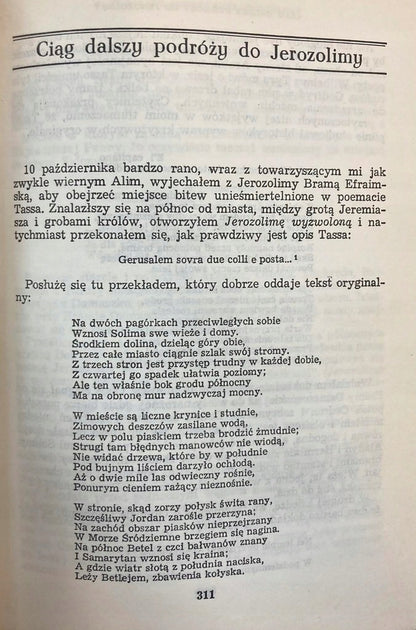 Ciąg dalszy podróży do Jerozolimy
10 października bardzo rano, wraz z towarzyszącym mi jak
zwykle wiernym Alim, wyjechałem z Jerozolimy Bramą Efraim-
ską, aby obejrzeć miejsce bitew unieśmiertelnione w poemacie
Tassa. Znalazłszy się na północ od miasta, między grotą Jeremia-
sza i grobami królów, otworzyłem Jerozolimę wyzwoloną i na-
tychmiast przekonałem się, jak prawdziwy jest opis Tassa:
Gerusalem sovra due colli e posta...¹
Posłużę się tu przekładem, który dobrze oddaje tekst oryginal-
ny:
Na dwóch pagórkach przeciwległych sobie
Wznosi Solima swe wieże i domy.
Środkiem dolina, dzieląc góry obie,
Przez całe miasto ciągnie szlak swój stromy.
Z trzech stron jest przystęp trudny w każdej dobie,
Z czwartej go spadek ułatwia poziomy;
Ale ten właśnie bok grodu północny
Ma na obronę mur nadzwyczaj mocny.
W mieście są liczne krynice i studnie,
Zimowych deszczów zasilane wodą,
Lecz w polu piaskiem trzeba brodzić żmudnie;
Strugi tam błędnych manowców nie wiodą,
Nie widać drzewa, które by w południe
Pod bujnym liściem darzyło ochłodą.
Aż o dwie mile las odwieczny rośnie,
Ponurym cieniem rażący nieznośnie.
W stronie, skąd zorzy połysk świta rany,
Szczęśliwy Jordan zarośle przerzyna;
Na zachód obszar piasków nieprzejrzany
W Morze Śródziemne brzegiem się nagina.
Na północ Betel z czci bałwanów znany
I Samarytan wznosi się kraina;
A gdzie wiatr słotą z południa naciska,
Leży Betlejem, zbawienia kołyska.
311